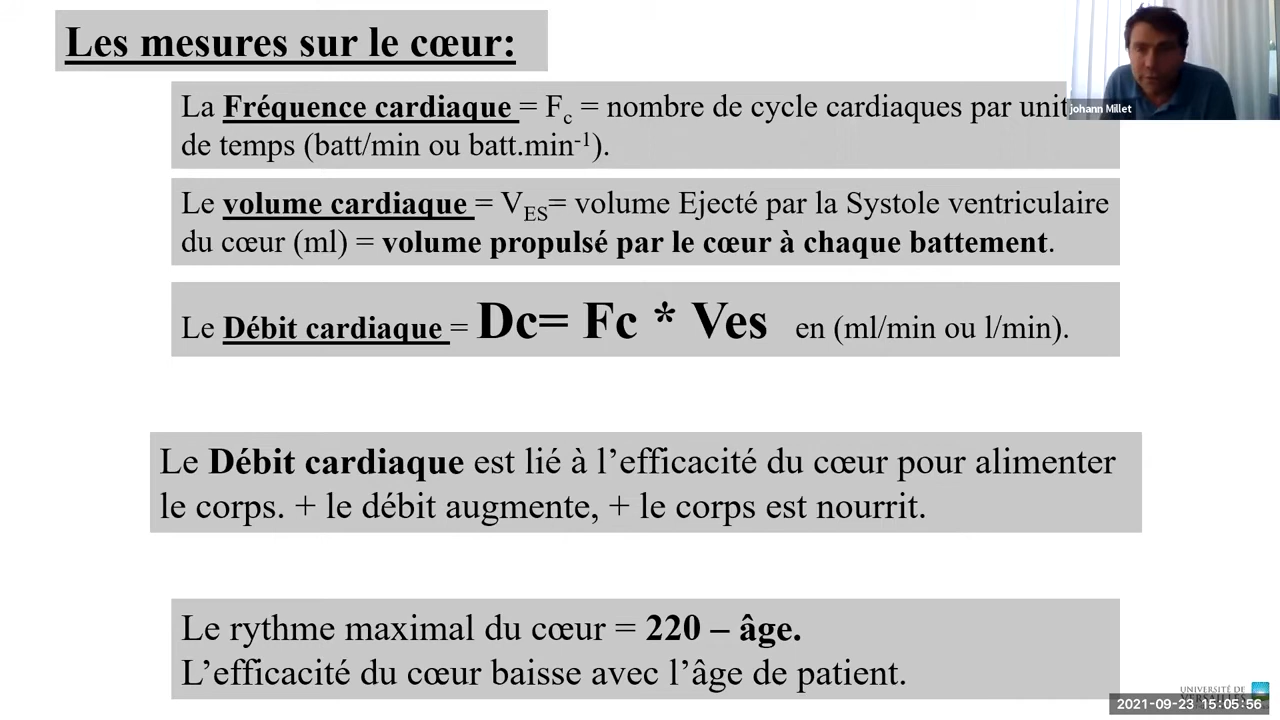 Les mesures sur le cœur:
La Fréquence cardiaque = Fc = nombre de cycle cardiaques par unit
de temps (batt/min ou batt.min-1).
Le volume cardiaque = VES= volume Ejecté par la Systole ventriculaire
du cœur (ml) = volume propulsé par le cœur à chaque battement.
Le Débit cardiaque = Dc= Fc * Ves en (ml/min ou l/min).
Le Débit cardiaque est lié à l’efficacité du cœur pour alimenter
le corps. + le débit augmente, + le corps est nourrit.
Le rythme maximal du cœur = 220 – âge.
L’efficacité du cœur baisse avec l’âge de patient.
johann Millet
UNIVERSITÉ DE
VERSAILLES
2021-09-23 15:05:56